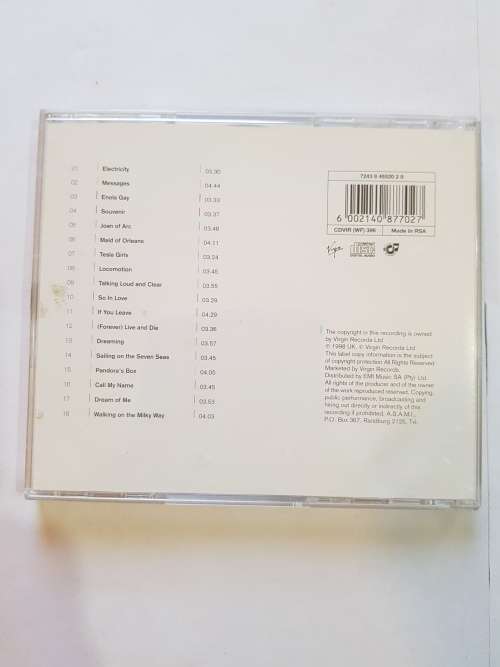 01 Electricity 03.30
02 Messages 04.44
03 Enola Gay 03.33
04 Souvenir 03.37
05 Joan of Arc 03.48
06 Maid of Orleans 04.11
07 Tesla Girls 03.24
08 Locomotion 03.45
09 Talking Loud and Clear 03.55
10 So In Love 03.29
11 If You Leave 04.29
12 (Forever) Live and Die 03.36
13 Dreaming 03.57
14 Sailing on the Seven Seas 03.45
15 Pandora's Box 04.05
16 Call My Name 03.45
17 Dream of Me 03.53
18 Walking on the Milky Way 04.03
6 002140 877027
CDVIR (WF) 396 Made in RSA
Virgin
COMPACT
disc
DIGITAL AUDIO
The copyright in this recording is owned
by Virgin Records Ltd
℗ 1998 UK. © Virgin Records Ltd
This label copy information is the subject
of copyright protection All Rights Reserved
Marketed by Virgin Records.
Distributed by EMI Music SA (Pty) Ltd.
All rights of the producer and of the owner
of the work reproduced reserved. Copying,
public performance, broadcasting and
hiring out directly or indirectly of this
recording if prohibited. A.S.A.M.I.,
P.O. Box 367, Randburg 2125, Tvl.